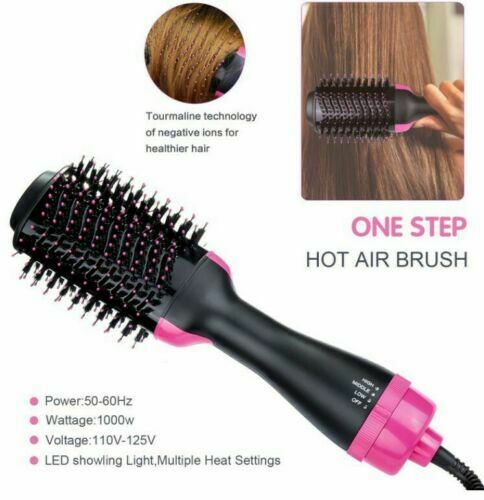 Tourmaline technology
of negative ions for
healthier hair
ONE STEP
HOT AIR BRUSH
HIGH
MIDDLE
LOW
OFF
Power:50-60Hz
Wattage:1000w
Voltage:110V-125V
LED showling Light,Multiple Heat Settings